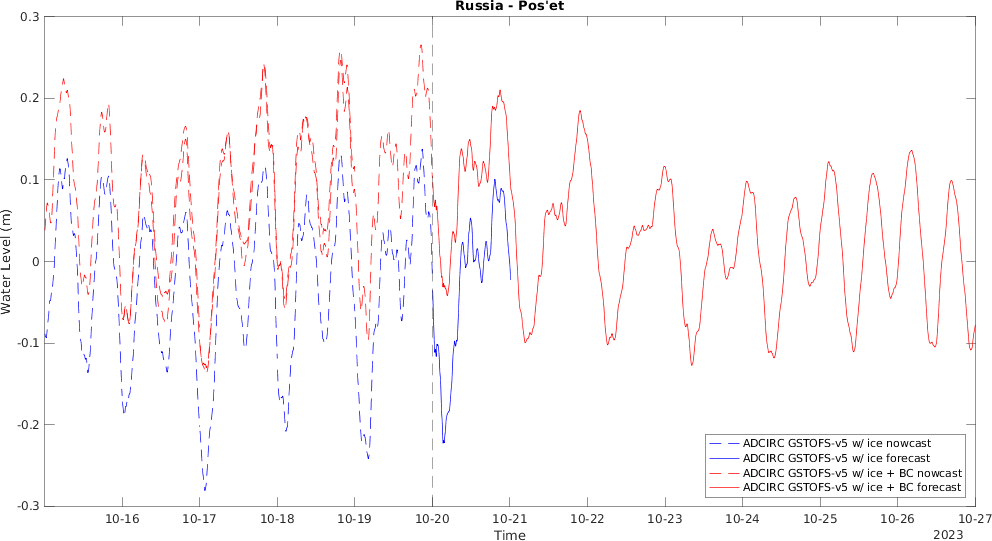 Russia - Pos'et
0.3
0.2
0.1
0
-0.1
-0.2
-0.3
Water Level (m)
ADCIRC GSTOFS-v5 w/ ice nowcast
ADCIRC GSTOFS-v5 w/ ice forecast
ADCIRC GSTOFS-v5 w/ ice + BC nowcast
ADCIRC GSTOFS-v5 w/ ice + BC forecast
10-16 10-17 10-18 10-19 10-20 10-21 10-22 10-23 10-24 10-25 10-26 10-27
Time
2023